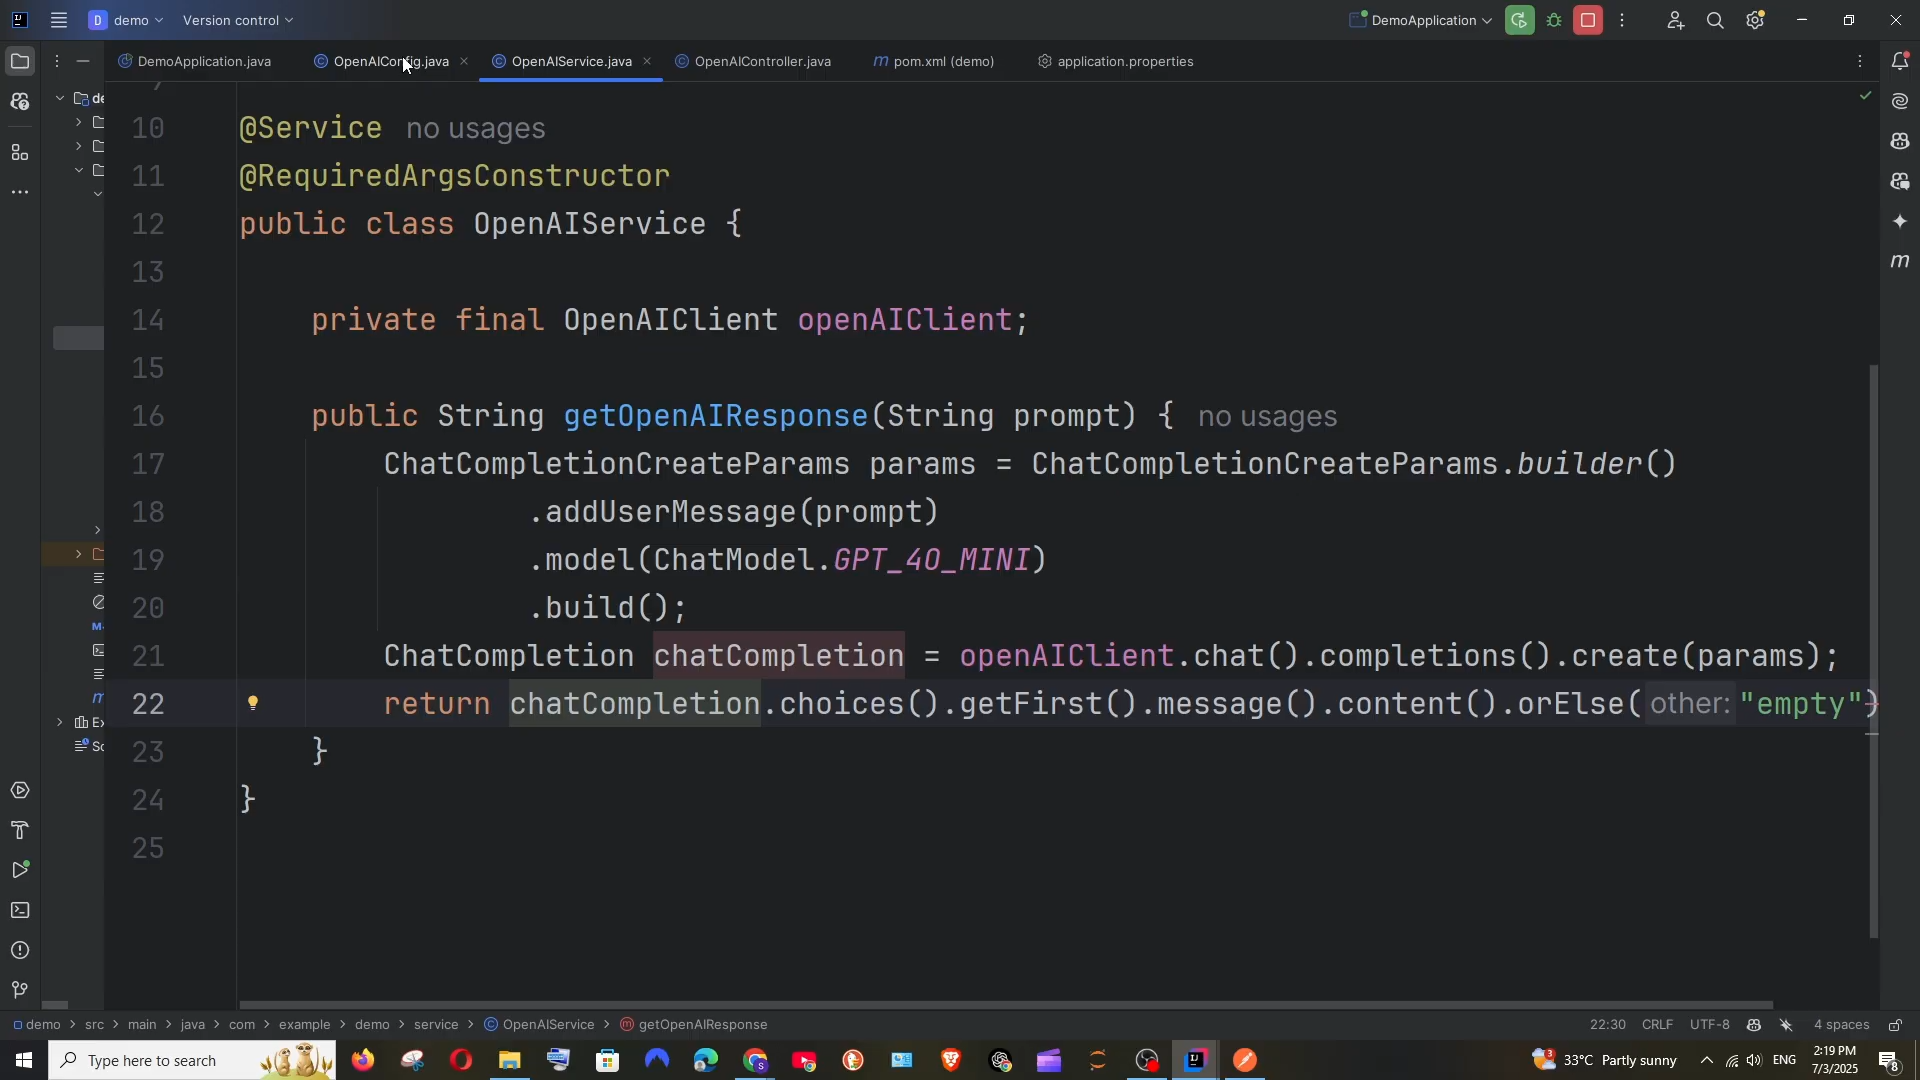 D demo Version control DemoApplication
DemoApplication.java OpenAIConfig.java OpenAIService.java OpenAIController.java m pom.xml (demo) application.properties
10 @Service no usages
11 @RequiredArgsConstructor
12 public class OpenAIService {
13
14 private final OpenAIClient openAIClient;
15
16 public String getOpenAIResponse(String prompt) { no usages
17 ChatCompletionCreateParams params = ChatCompletionCreateParams.builder()
18 .addUserMessage(prompt)
19 .model(ChatModel.GPT_4O_MINI)
20 .build();
21 ChatCompletion chatCompletion = openAIClient.chat().completions().create(params);
22 return chatCompletion.choices().getFirst().message().content().orElse( other: "empty")
23 }
24 }
25
de
Ex
Sc
demo > src > main > java > com > example > demo > service > OpenAIService > getOpenAIResponse 22:30 CRLF UTF-8 4 spaces
Type here to search 3 33°C Partly sunny ENG 2:19 PM 7/3/2025 8